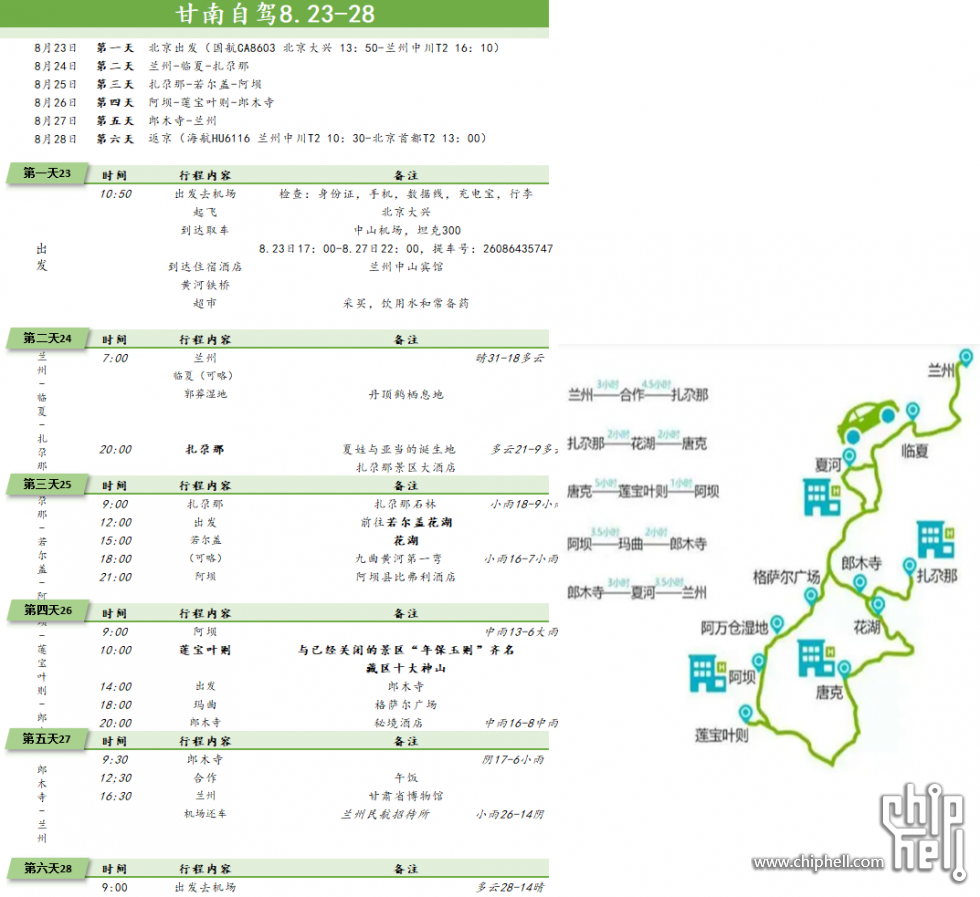 甘南自驾8.23-28
8月23日 第一天 北京出发（国航CA8603 北京大兴 13：50-兰州中川T2 16：10）
8月24日 第二天 兰州-临夏-扎尕那
8月25日 第三天 扎尕那-若尔盖-阿坝
8月26日 第四天 阿坝-莲宝叶则-郎木寺
8月27日 第五天 郎木寺-兰州
8月28日 第六天 返京（海航HU6116 兰州中川T2 10：30-北京首都T2 13：00）
第一天23 时间 行程内容 备注
10:50 出发去机场 检查：身份证，手机，数据线，充电宝，行李
起飞 北京大兴
到达取车 中山机场，坦克300
出发
8.23日17：00-8.27日22：00，提车号：26086435747
到达住宿酒店 兰州中山宾馆
黄河铁桥
超市 采买，饮用水和常备药
第二天24 时间 行程内容 备注
兰州-临夏-扎尕那
7:00 兰州 晴31-18多云
临夏（可略）
郭莽湿地 丹顶鹤栖息地
20:00 扎尕那 夏娃与亚当的诞生地 多云21-9多
扎尕那景区大酒店
第三天25 时间 行程内容 备注
尕那-若尔盖-阿
9:00 扎尕那 扎尕那石林 小雨18-9小
12:00 出发 前往若尔盖花湖
15:00 若尔盖 花湖
18:00 （可略） 九曲黄河第一弯 小雨16-7小雨
21:00 阿坝 阿坝县比弗利酒店
第四天26 时间 行程内容 备注
-莲宝叶则-郎
9:00 阿坝 中雨13-6大雨
10:00 莲宝叶则 与已经关闭的景区“年保玉则”齐名
藏区十大神山
14:00 出发 郎木寺
18:00 玛曲 格萨尔广场
20:00 郎木寺 秘境酒店 中雨16-8中雨
第五天27 时间 行程内容 备注
郎木寺-兰州
9:30 郎木寺 阴17-6小雨
12;30 合作 午饭
16:30 兰州 甘肃省博物馆
机场还车 兰州民航招待所 小雨26-14阴
第六天28 时间 行程内容 备注
9:00 出发去机场 多云28-14晴
3小时 4.5小时
兰州——合作——扎尕那
2小时 2小时
扎尕那——花湖——唐克
5小时 1小时
唐克——莲宝叶则——阿坝
3.5小时 2小时
阿坝——玛曲——郎木寺
3小时 3.5小时
郎木寺——夏河——兰州
兰州
临夏
夏河
H
H
郎木寺
扎尕那
格萨尔广场
花湖
阿万仓湿地
H
H
阿坝
唐克
莲宝叶则
chip hell
www.chiphell.com